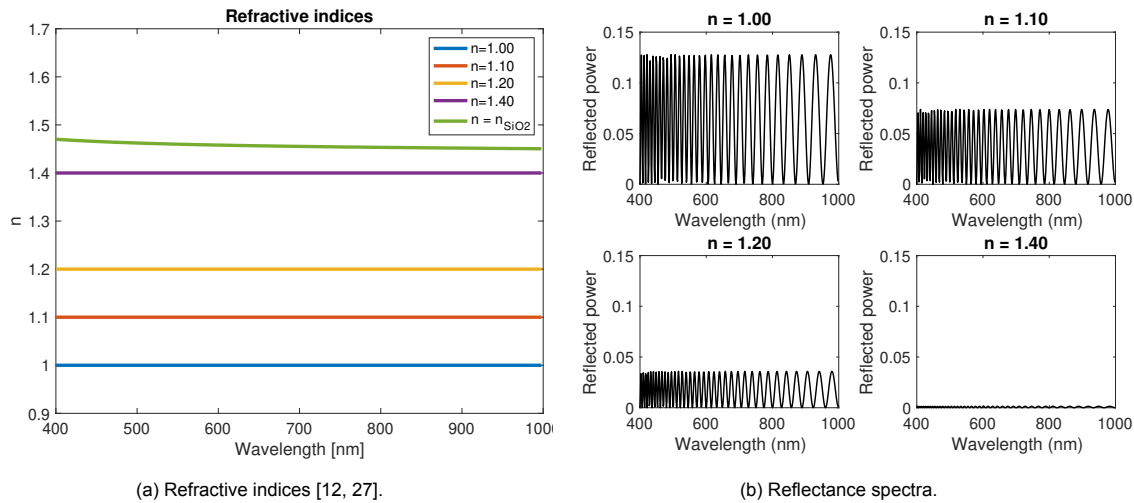 Refractive indices
1.7
1.6
1.5
1.4
1.3
1.2
1.1
1
0.9
n
n=1.00
n=1.10
n=1.20
n=1.40
n = n_SiO2
400 500 600 700 800 900 1000
Wavelength [nm]
(a) Refractive indices [12, 27].
n = 1.00
0.15
0.1
0.05
0
Reflected power
400 600 800 1000
Wavelength (nm)
n = 1.10
0.15
0.1
0.05
0
Reflected power
400 600 800 1000
Wavelength (nm)
n = 1.20
0.15
0.1
0.05
0
Reflected power
400 600 800 1000
Wavelength (nm)
n = 1.40
0.15
0.1
0.05
0
Reflected power
400 600 800 1000
Wavelength (nm)
(b) Reflectance spectra.